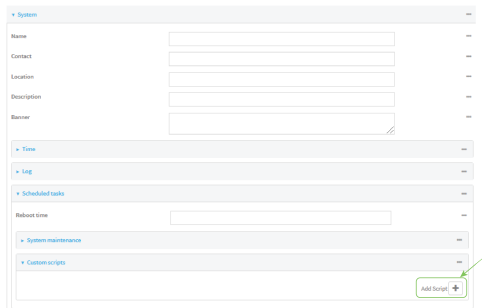 System
Name
Contact
Location
Description
Banner
Time
Log
Scheduled tasks
Reboot time
System maintenance
Custom scripts
Add Script